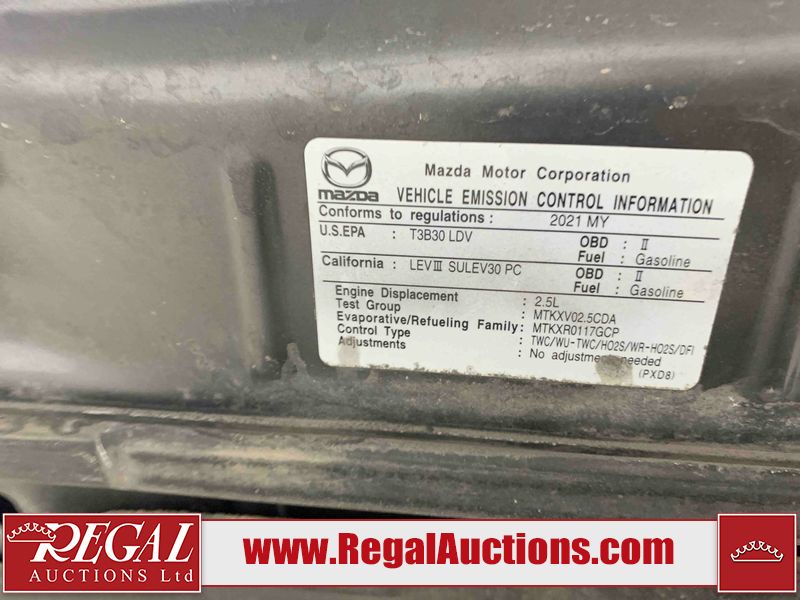 Mazda Motor Corporation
mazda VEHICLE EMISSION CONTROL INFORMATION
Conforms to regulations : 2021 MY
U.S.EPA : T3B30 LDV OBD : II
Fuel : Gasoline
California : LEVIII SULEV30 PC OBD : II
Fuel : Gasoline
Engine Displacement : 2.5L
Test Group : MTKXV02.5CDA
Evaporative/Refueling Family: MTKXR0117GCP
Control Type : TWC/WU-TWC/HO2S/WR-HO2S/DFI
Adjustments : No adjustment needed
(PXD8)
REGAL
AUCTIONS Ltd
www.RegalAuctions.com